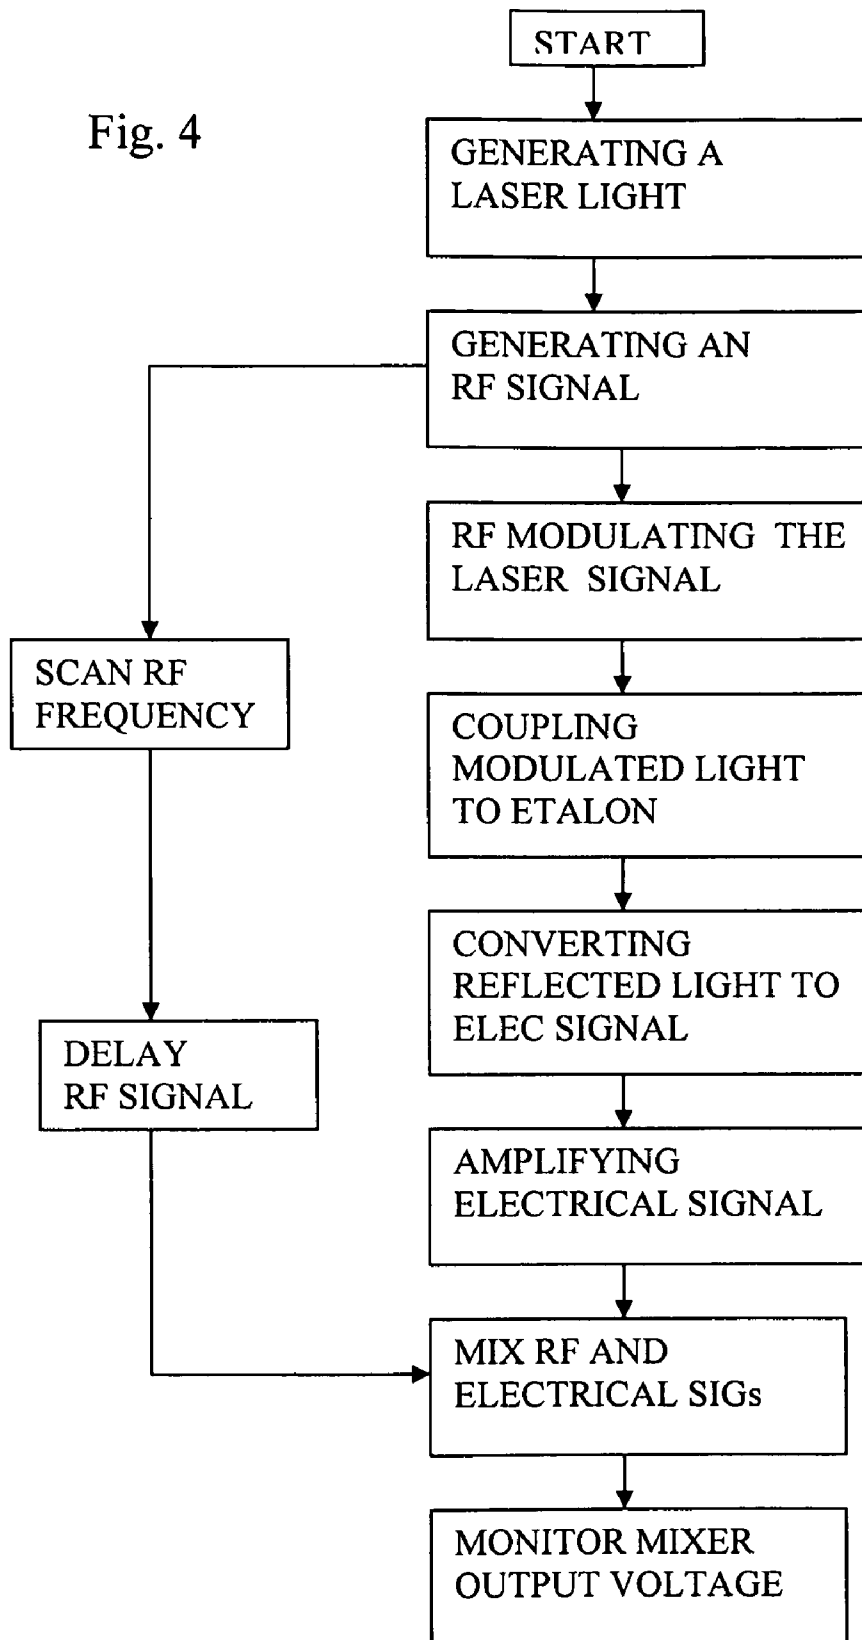 START
Fig. 4
GENERATING A
LASER LIGHT
GENERATING AN
RF SIGNAL
RF MODULATING THE
LASER SIGNAL
SCAN RF
FREQUENCY
COUPLING
MODULATED LIGHT
TO ETALON
CONVERTING
REFLECTED LIGHT TO
ELEC SIGNAL
DELAY
RF SIGNAL
AMPLIFYING
ELECTRICAL SIGNAL
MIX RF AND
ELECTRICAL SIGs
MONITOR MIXER
OUTPUT VOLTAGE